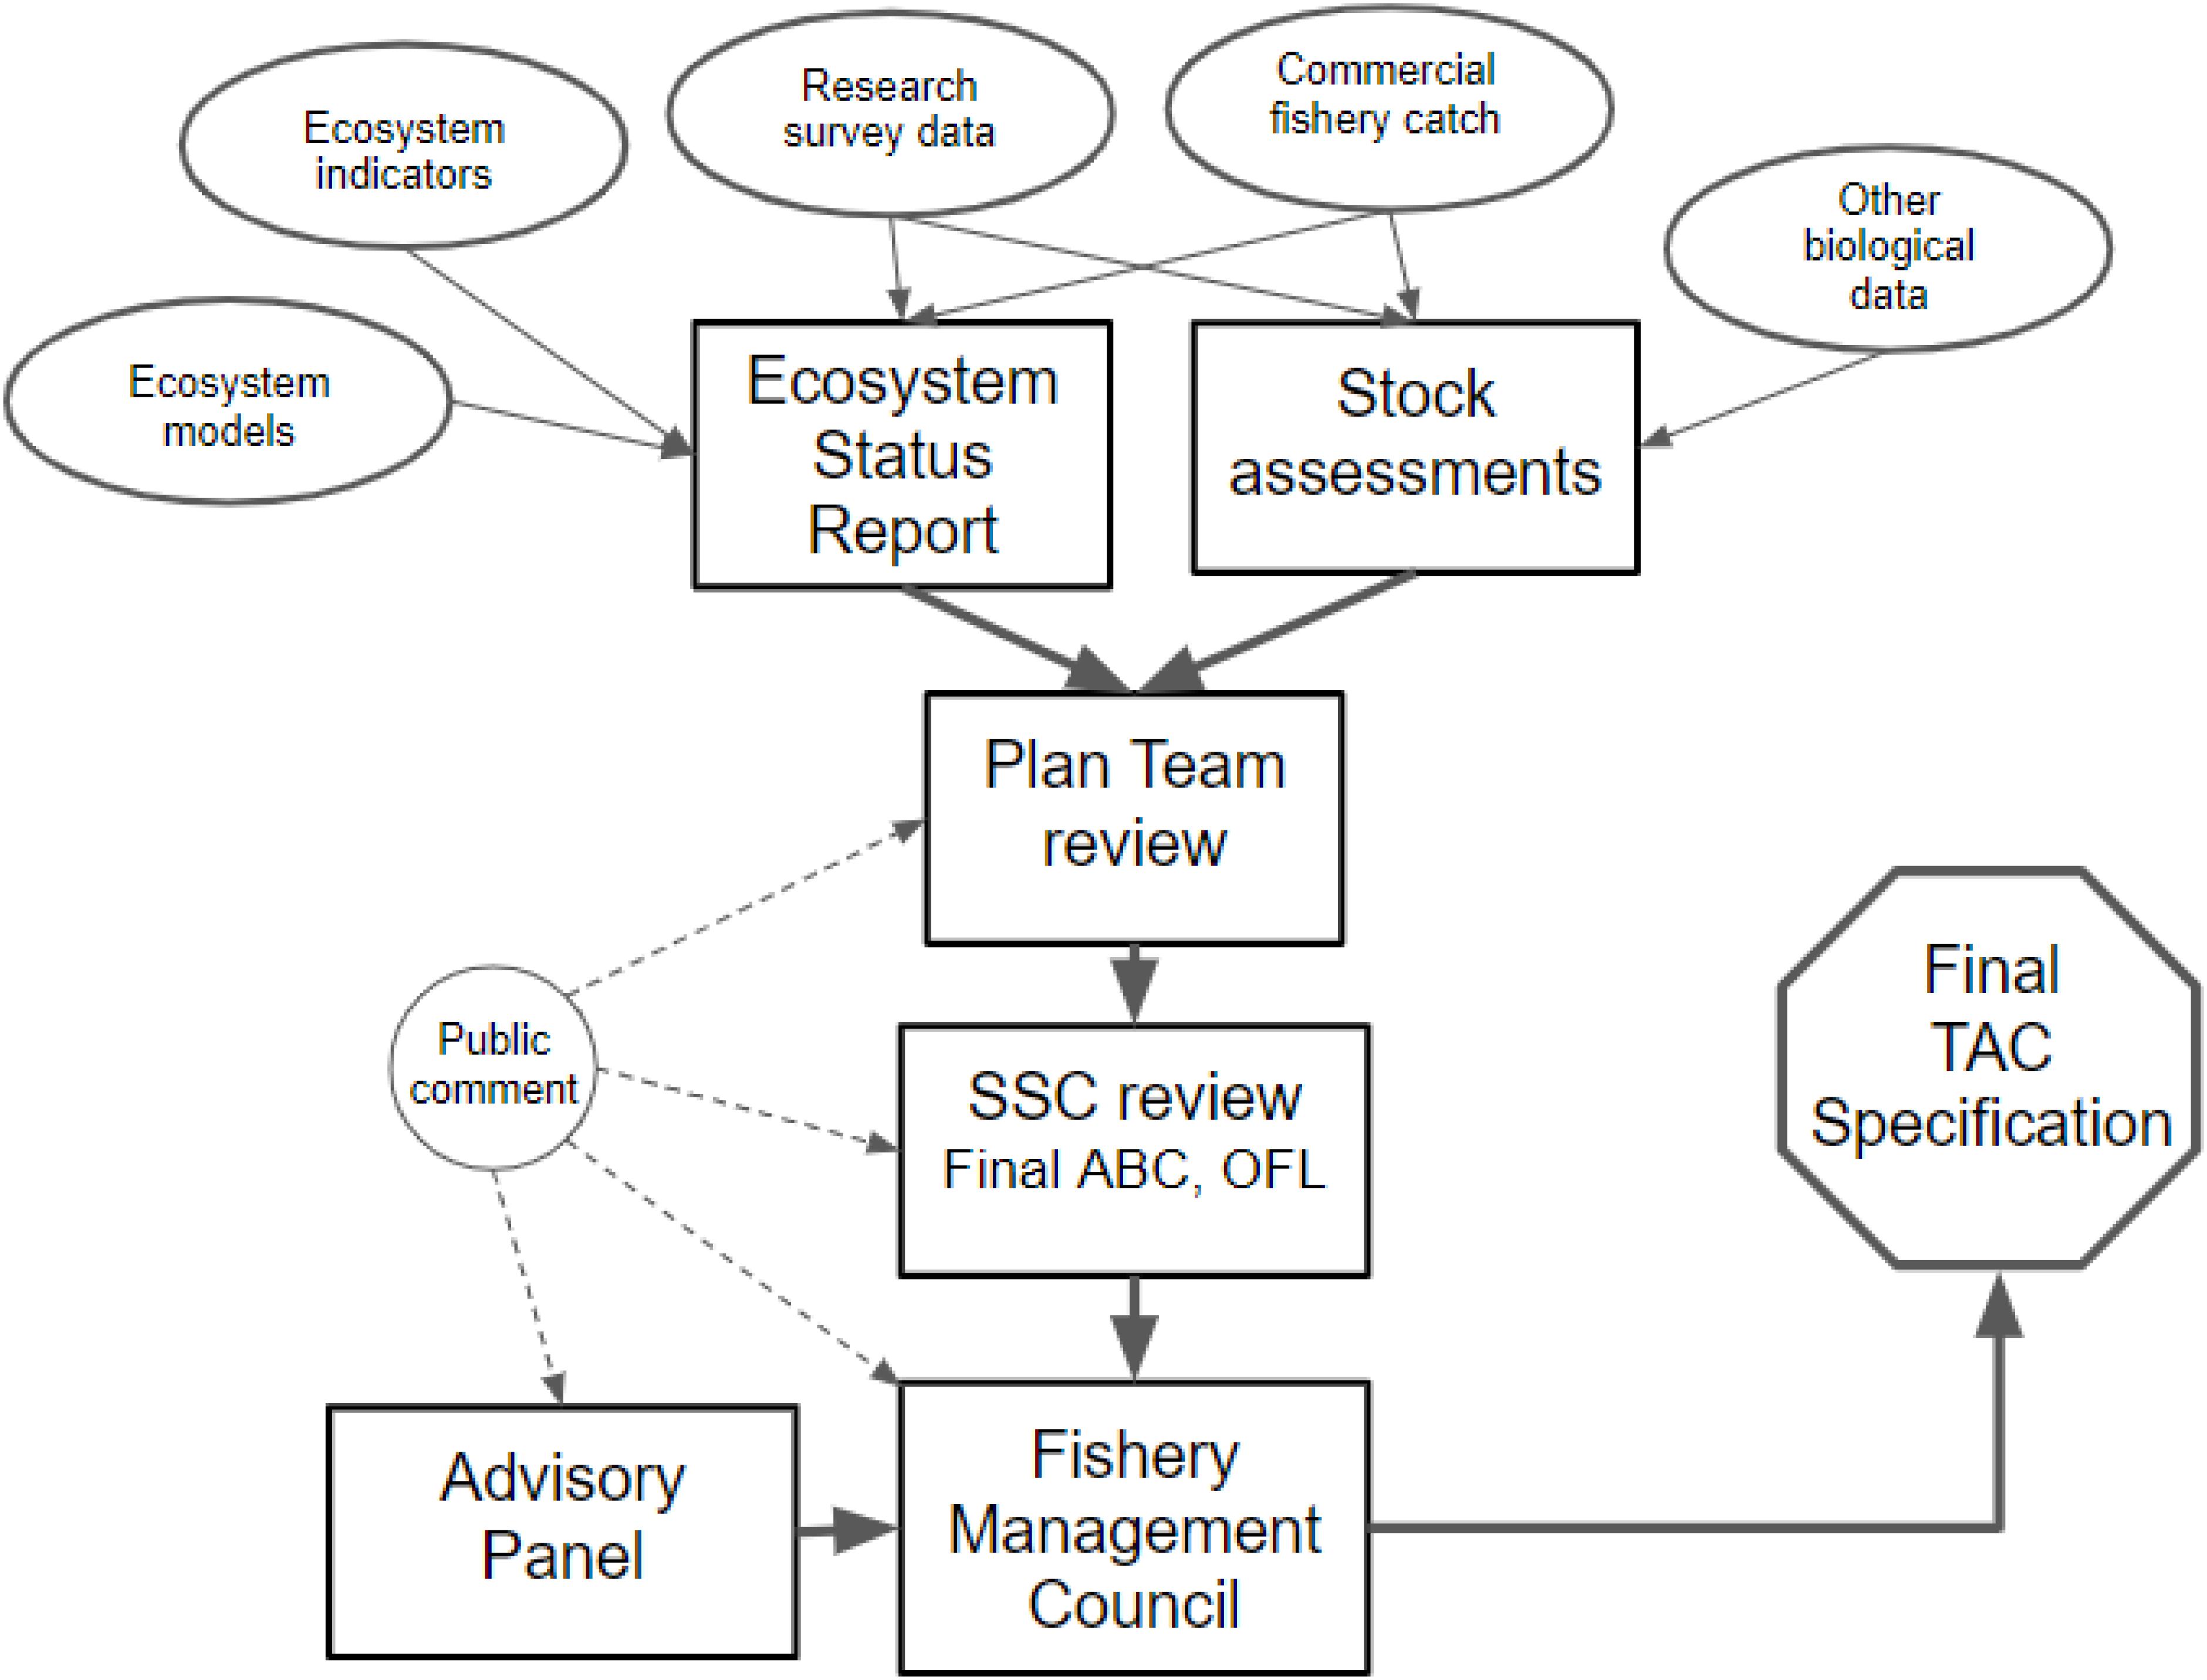 Ecosystem
indicators
Research
survey data
Commercial
fishery catch
Other
biological
data
Ecosystem
models
Ecosystem
Status
Report
Stock
assessments
Plan Team
review
Public
comment
SSC review
Final ABC, OFL
Final
TAC
Specification
Advisory
Panel
Fishery
Management
Council